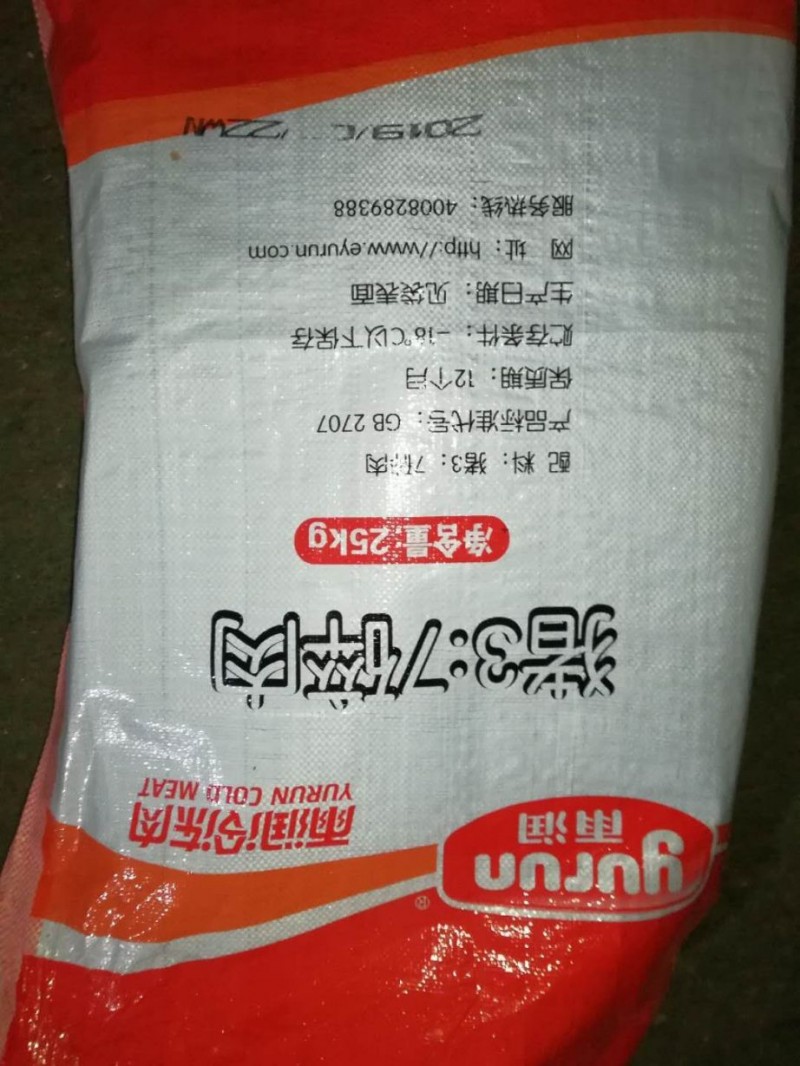 yurun
雨润
®
雨润冷冻肉
YURUN COLD MEAT
猪3:7碎肉
净含量:25kg
配 料：猪3：7碎肉
产品标准代号：GB 2707
保质期：12个月
贮存条件：-18℃以下保存
生产日期：见袋表面
网 址：http://www.eyurun.com
服务热线：4008289388
2019/